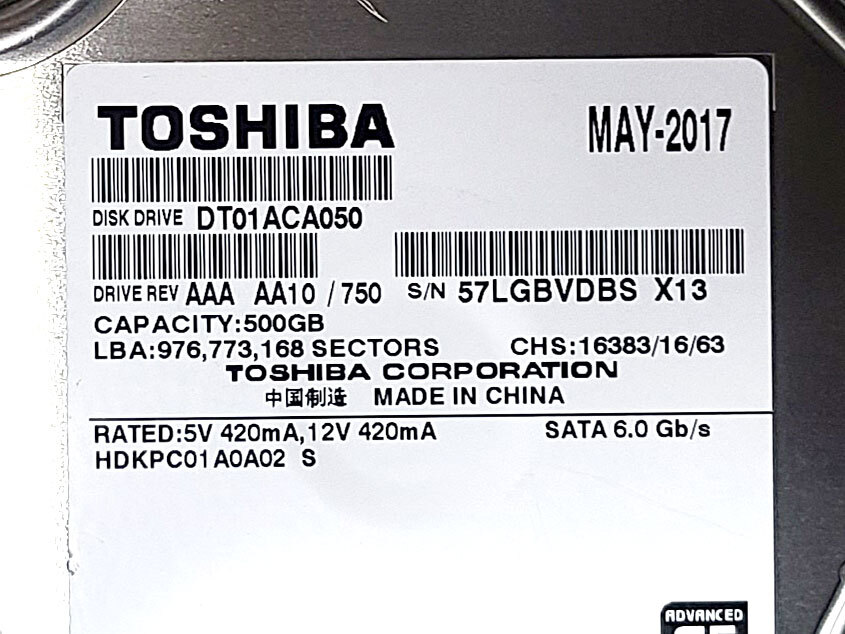 TOSHIBA
MAY-2017
DISK DRIVE DT01ACA050
DRIVE REV AAA AA10 / 750 S/N 57LGBVDBS X13
CAPACITY:500GB
LBA:976,773,168 SECTORS CHS:16383/16/63
TOSHIBA CORPORATION
中国制造 MADE IN CHINA
RATED:5V 420mA,12V 420mA SATA 6.0 Gb/s
HDKPC01A0A02 S
ADVANCED